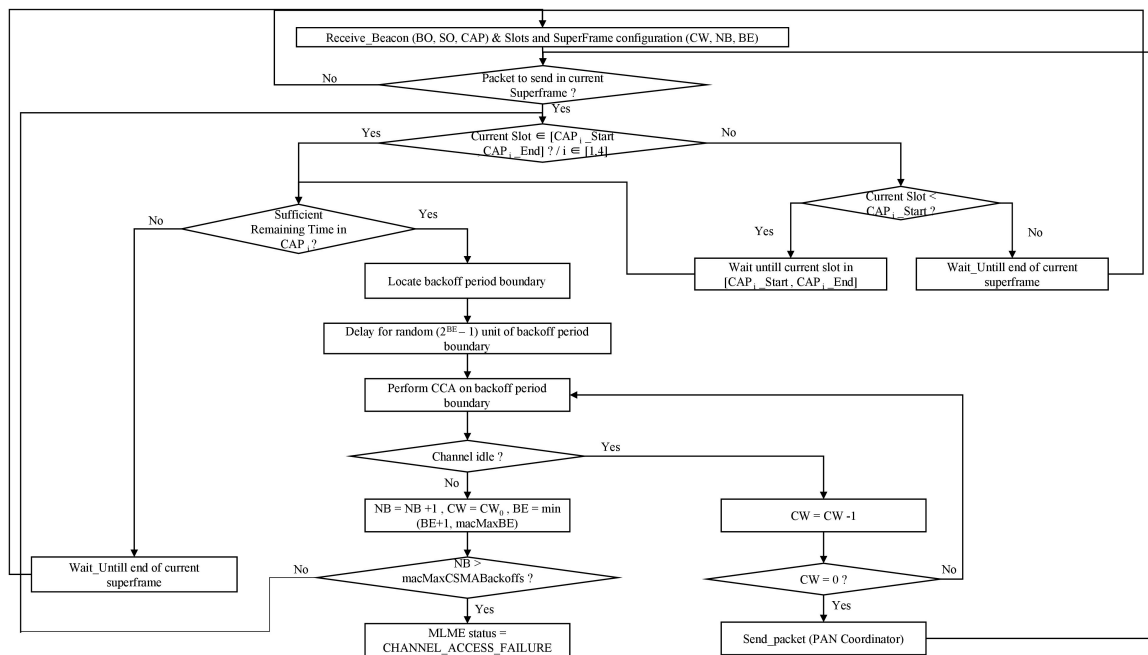 Receive_Beacon (BO, SO, CAP) & Slots and SuperFrame configuration (CW, NB, BE)
No
Packet to send in current
Superframe ?
Yes
Yes
Current Slot ∈ [CAP i _Start
, CAP i _End] ? / i ∈ [1,4]
No
No
Sufficient
Remaining Time in
CAP i ?
Yes
Current Slot <
CAP i _Start ?
Yes
No
Locate backoff period boundary
Wait untill current slot in
[CAP i _Start , CAP i _End]
Wait_Untill end of current
superframe
Delay for random (2^BE – 1) unit of backoff period
boundary
Perform CCA on backoff period
boundary
Channel idle ?
Yes
No
NB = NB +1 , CW = CW0 , BE = min
(BE+1, macMaxBE)
CW = CW -1
Wait_Untill end of current
superframe
No
NB >
macMaxCSMABackoffs ?
CW = 0 ?
No
Yes
Yes
MLME status =
CHANNEL_ACCESS_FAILURE
Send_packet (PAN Coordinator)